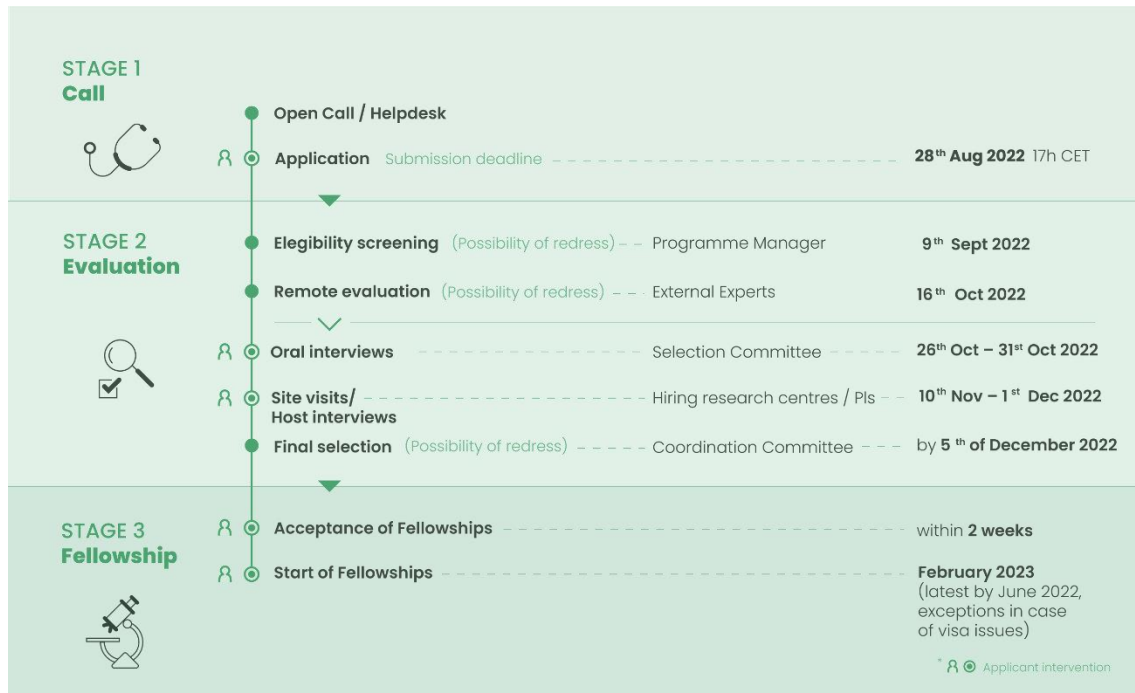 STAGE 1
Call
Open Call / Helpdesk
Application Submission deadline 28th Aug 2022 17h CET
STAGE 2
Evaluation
Elegibility screening (Possibility of redress) Programme Manager 9th Sept 2022
Remote evaluation (Possibility of redress) External Experts 16th Oct 2022
Oral interviews Selection Committee 26th Oct – 31st Oct 2022
Site visits/ Hiring research centres / PIs 10th Nov – 1st Dec 2022
Host interviews
Final selection (Possibility of redress) Coordination Committee by 5th of December 2022
STAGE 3
Fellowship
Acceptance of Fellowships within 2 weeks
Start of Fellowships February 2023
(latest by June 2022,
exceptions in case
of visa issues)
* Applicant intervention